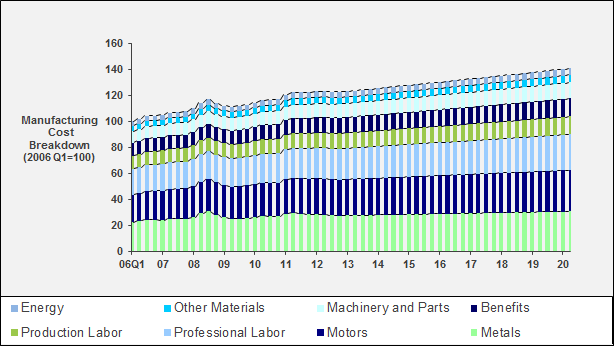 160
140
120
100
80
60
40
20
0
Manufacturing
Cost
Breakdown
(2006 Q1=100)
06Q1 07 08 09 10 11 12 13 14 15 16 17 18 19 20
Energy Other Materials Machinery and Parts Benefits
Production Labor Professional Labor Motors Metals